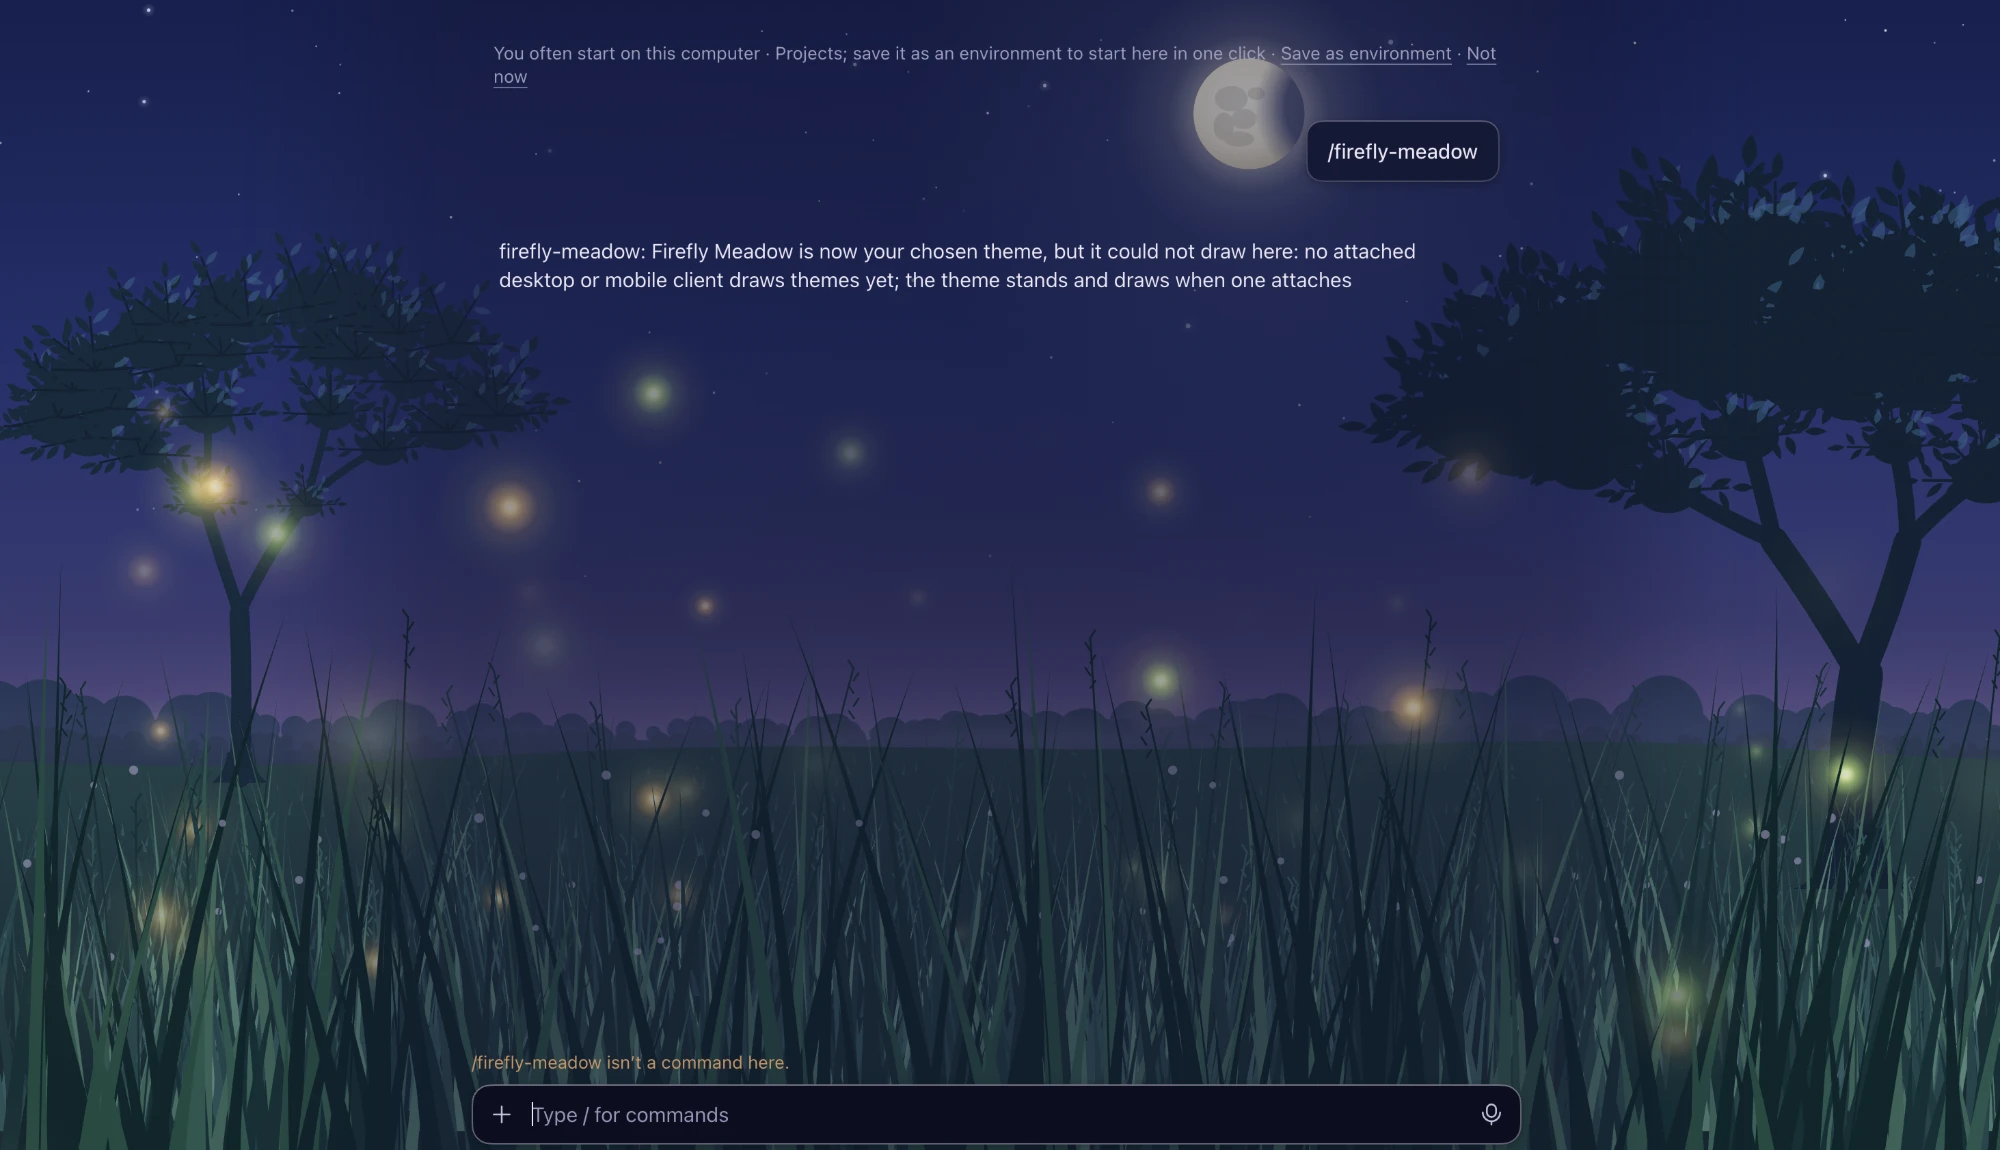 You often start on this computer · Projects; save it as an environment to start here in one click · Save as environment · Not
now
/firefly-meadow
firefly-meadow: Firefly Meadow is now your chosen theme, but it could not draw here: no attached
desktop or mobile client draws themes yet; the theme stands and draws when one attaches
/firefly-meadow isn't a command here.
Type / for commands